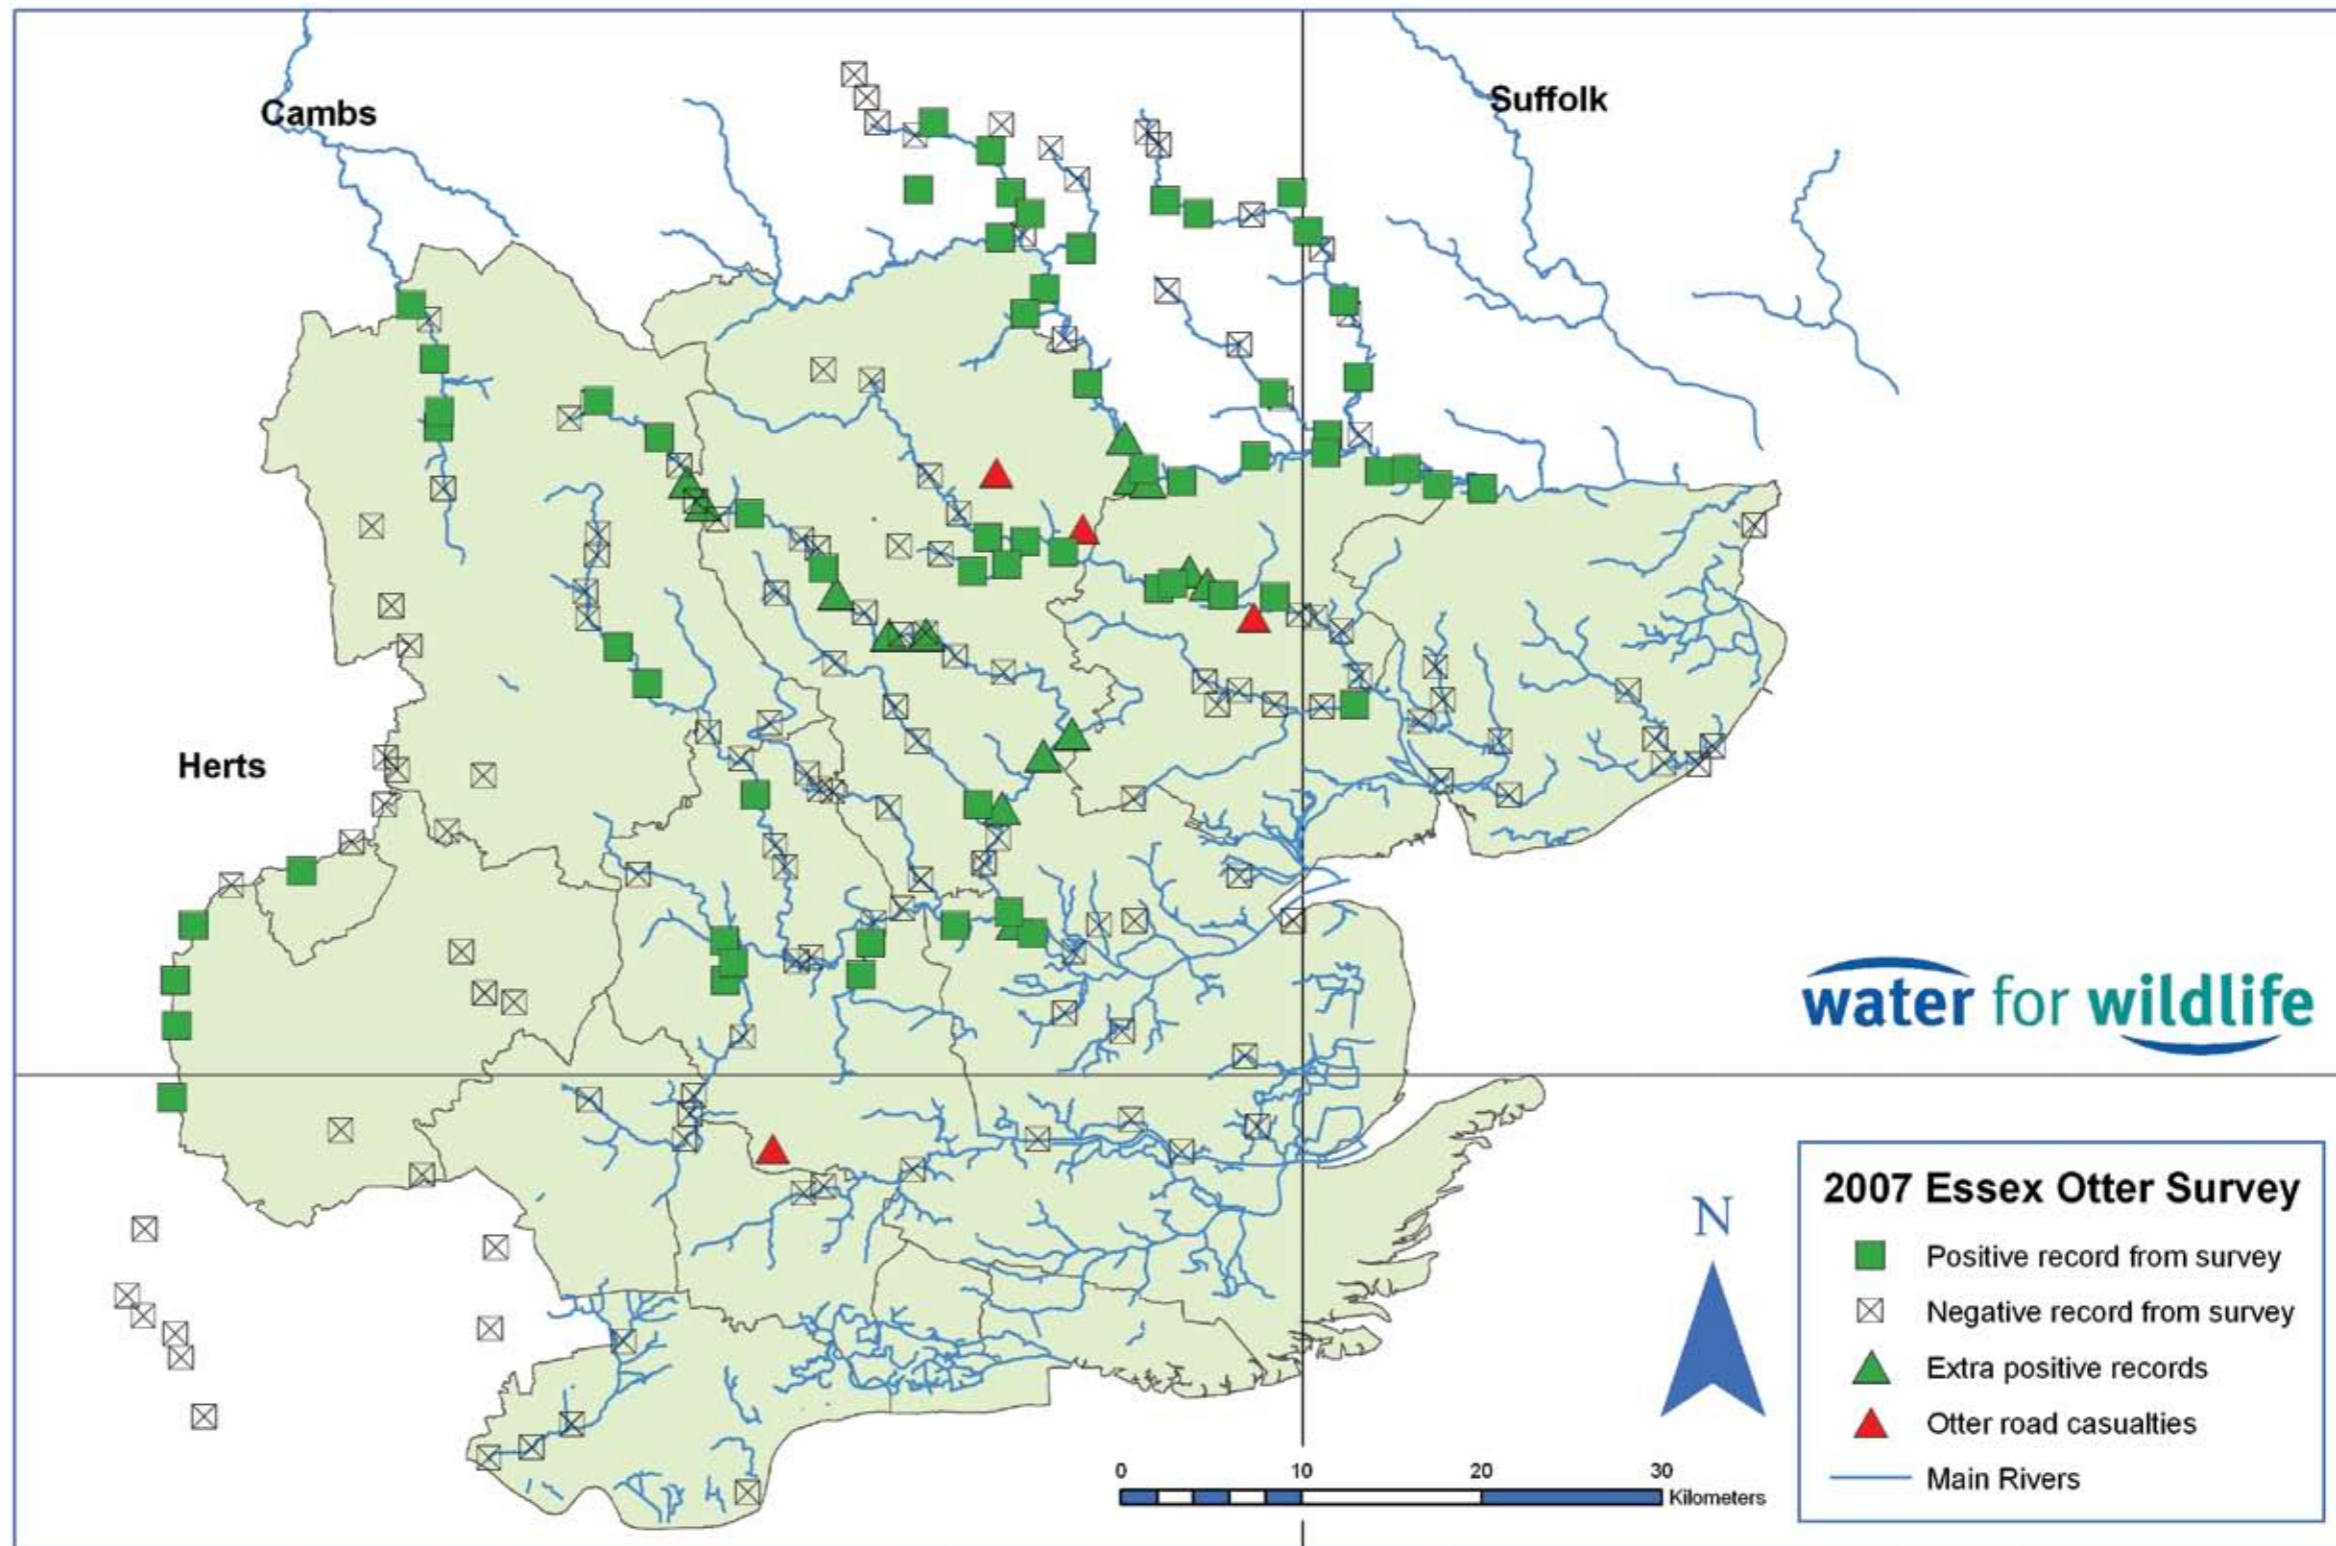 Cambs
Suffolk
Herts
water for wildlife
2007 Essex Otter Survey
Positive record from survey
Negative record from survey
Extra positive records
Otter road casualties
Main Rivers
N
0 10 20 30
Kilometers